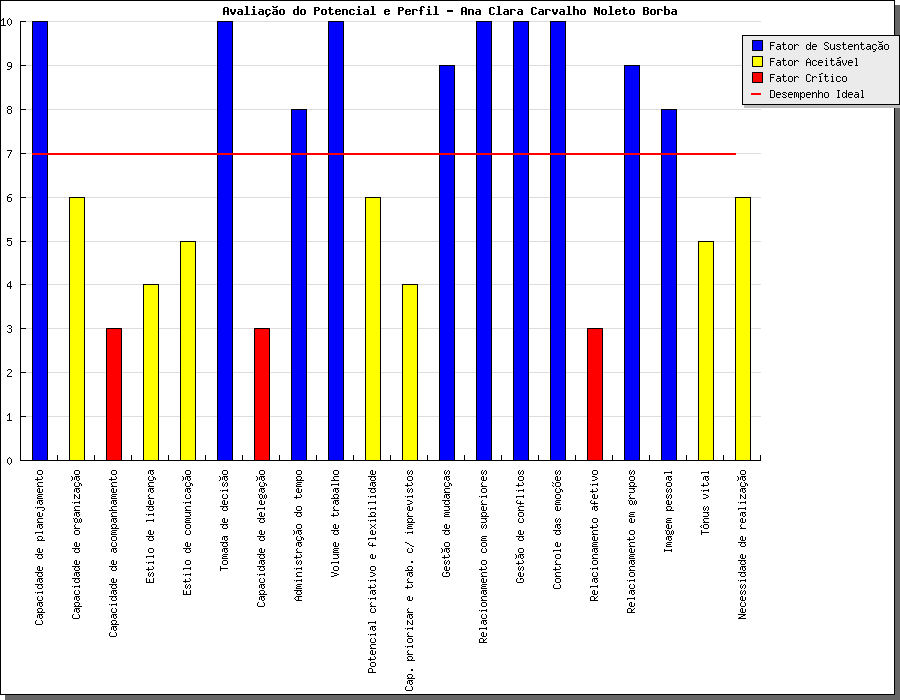 Avaliação do Potencial e Perfil - Ana Clara Carvalho Noleto Borba
Fator de Sustentação
Fator Aceitável
Fator Crítico
Desempenho Ideal
10
9
8
7
6
5
4
3
2
1
0
Capacidade de planejamento
Capacidade de organização
Capacidade de acompanhamento
Estilo de liderança
Estilo de comunicação
Tomada de decisão
Capacidade de delegação
Administração do tempo
Volume de trabalho
Potencial criativo e flexibilidade
Cap. priorizar e trab. c/ imprevistos
Gestão de mudanças
Relacionamento com superiores
Gestão de conflitos
Controle das emoções
Relacionamento afetivo
Relacionamento em grupos
Imagem pessoal
Tônus vital
Necessidade de realização